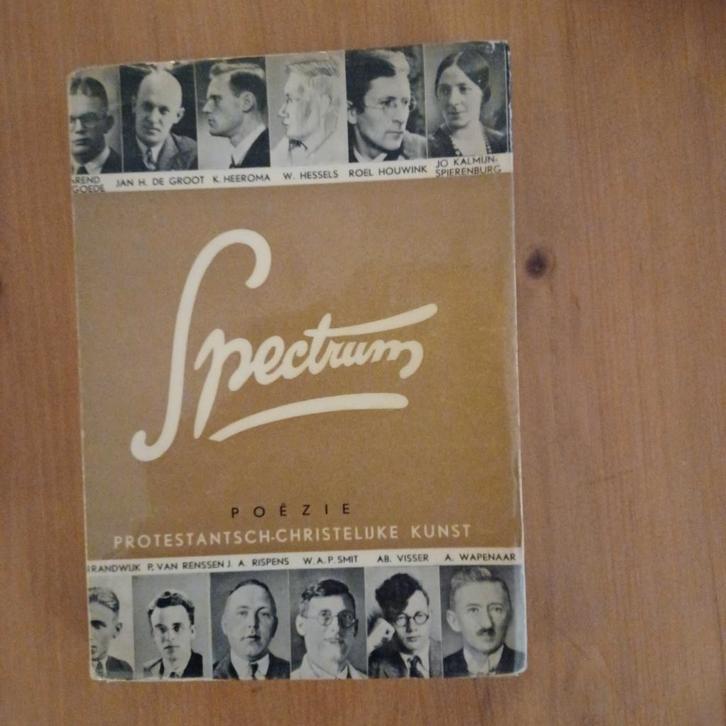 AREND
GOEDE JAN H. DE GROOT K. HEEROMA W. HESSELS ROEL HOUWINK JO KALMIJN-
SPIERENBURG
Spectrum
POËZIE
PROTESTANTSCH-CHRISTELIJKE KUNST
RRANDWIJK P. VAN RENSSEN J. A. RISPENS W. A. P. SMIT AB. VISSER A. WAPENAAR